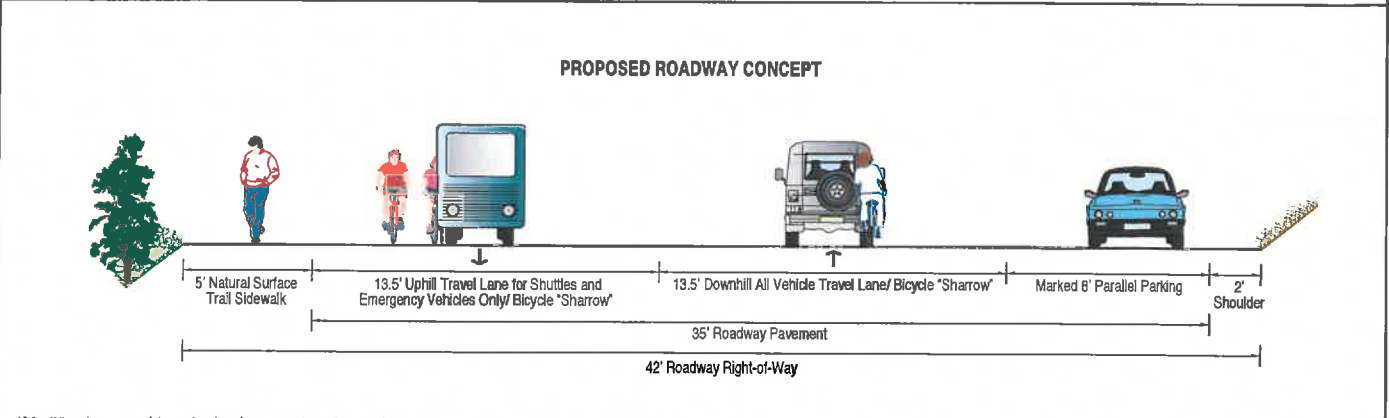 PROPOSED ROADWAY CONCEPT
5' Natural Surface
Trail Sidewalk
13.5' Uphill Travel Lane for Shuttles and
Emergency Vehicles Only/ Bicycle "Sharrow"
13.5' Downhill All Vehicle Travel Lane/ Bicycle "Sharrow"
Marked 8' Parallel Parking
2'
Shoulder
35' Roadway Pavement
42' Roadway Right-of-Way